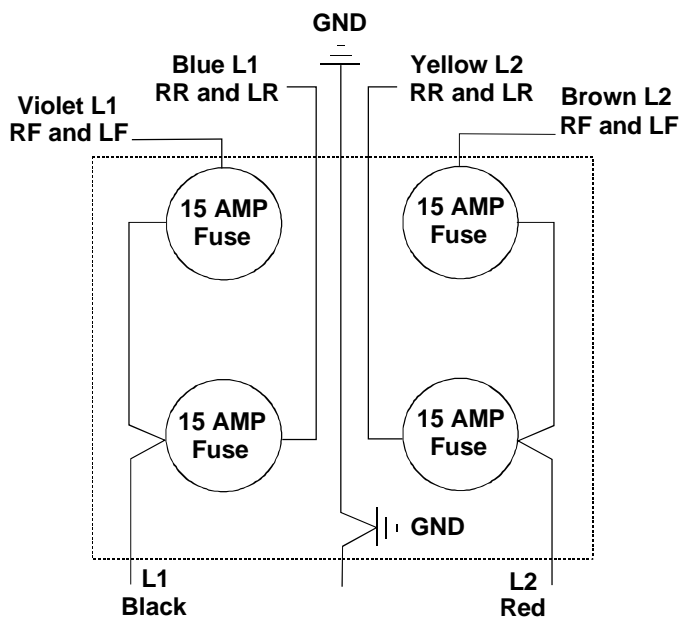 GND
Blue L1
RR and LR
Yellow L2
RR and LR
Violet L1
RF and LF
Brown L2
RF and LF
15 AMP
Fuse
15 AMP
Fuse
15 AMP
Fuse
15 AMP
Fuse
GND
L1
Black
L2
Red